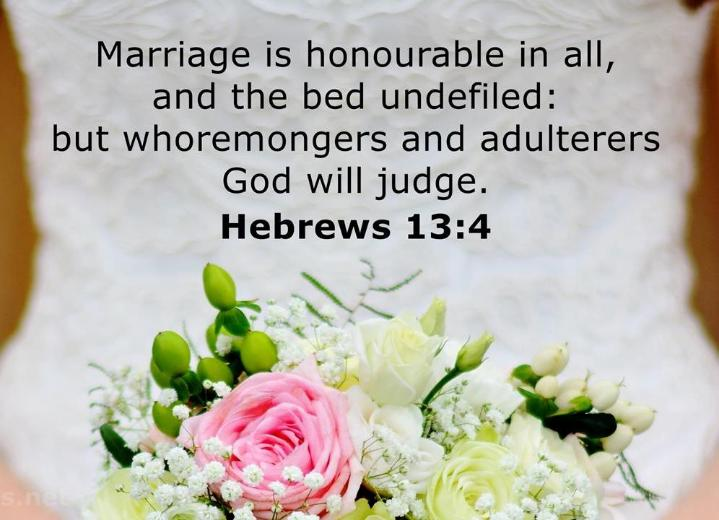 Marriage is honourable in all,
and the bed undefiled:
but whoremongers and adulterers
God will judge.
Hebrews 13:4